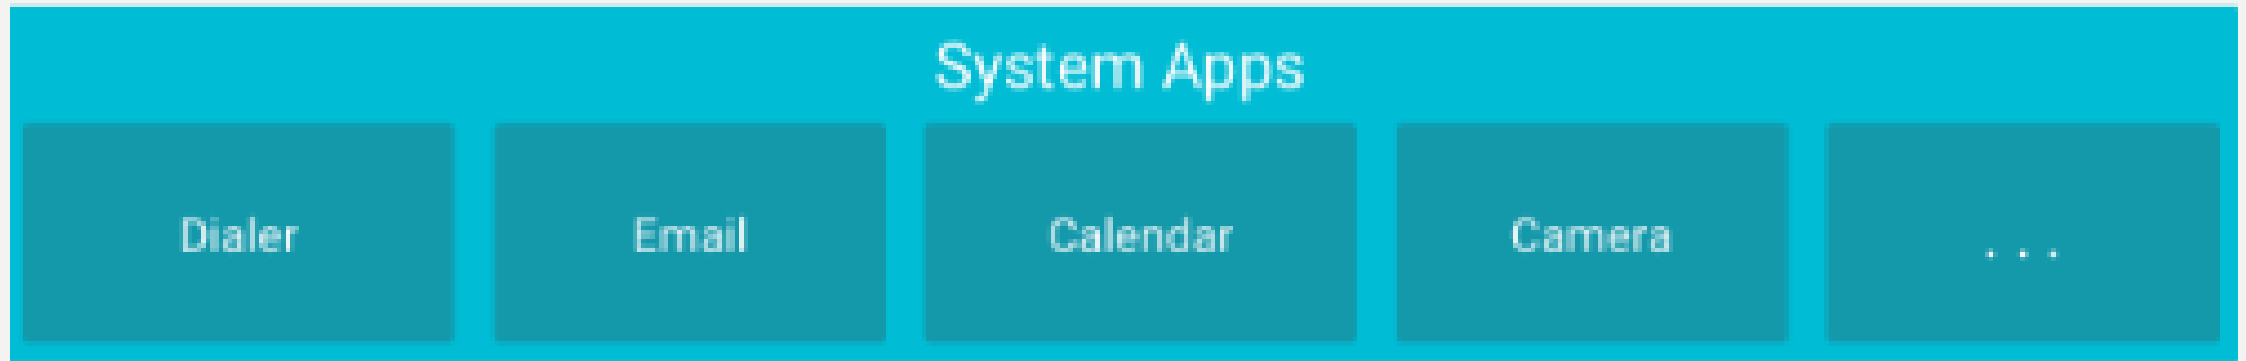 System Apps
Dialer Email Calendar Camera . . .